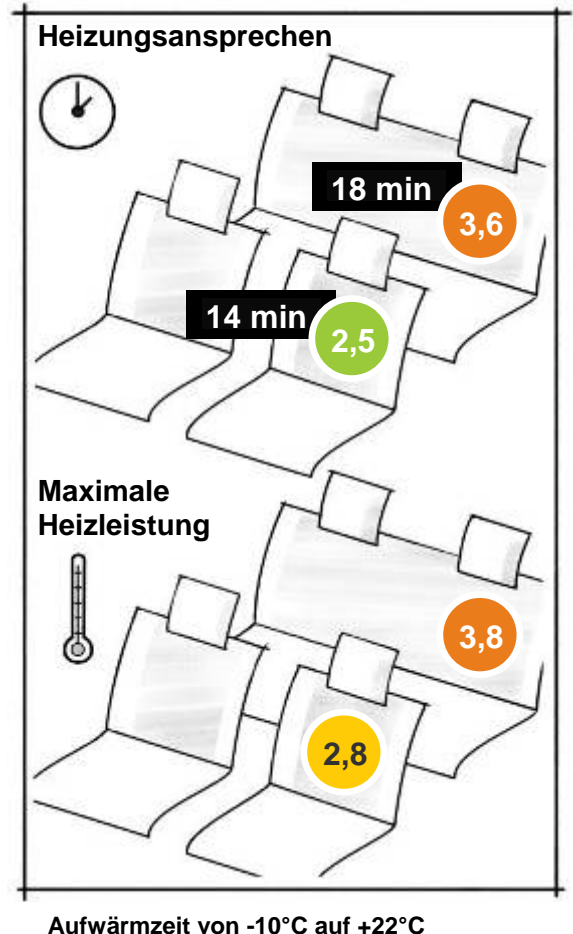 Heizungsansprechen
18 min
3,6
14 min
2,5
Maximale
Heizleistung
3,8
2,8
Aufwärmzeit von -10°C auf +22°C